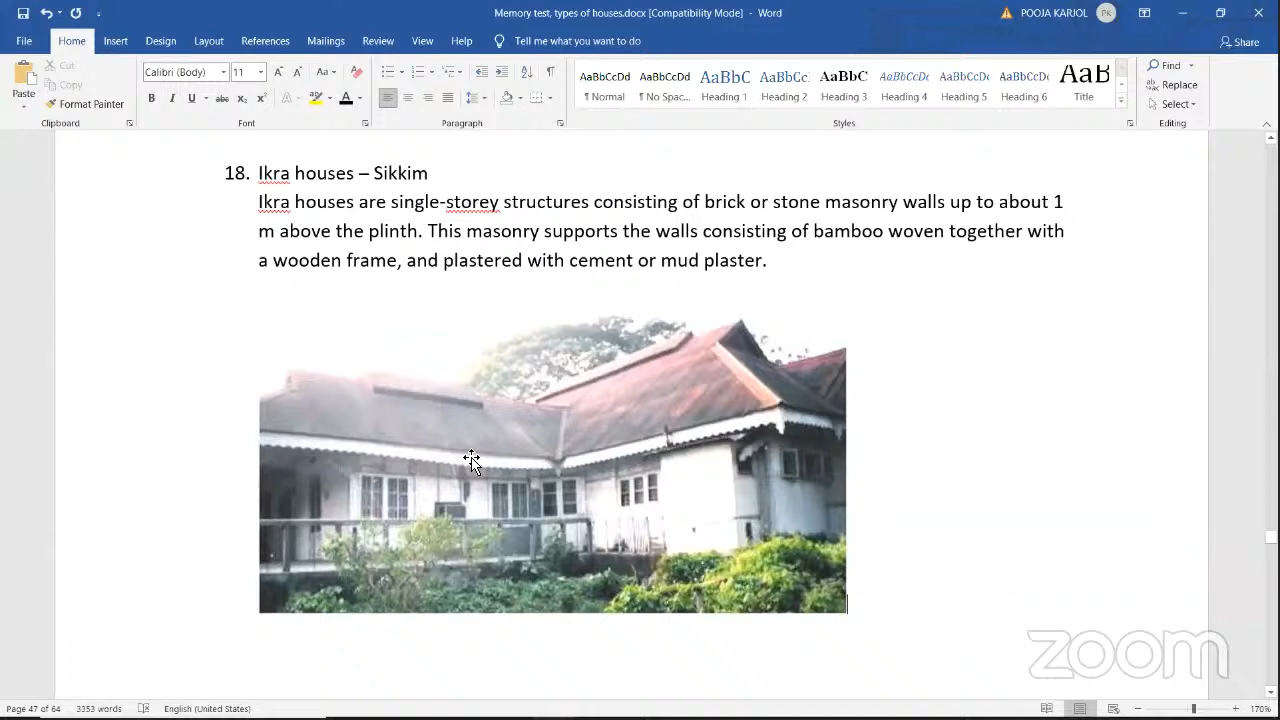 Memory test, types of houses.docx [Compatibility Mode] - Word
POOJA KARJOL
PK
File Home Insert Design Layout References Mailings Review View Help Tell me what you want to do
Share
Paste
Cut
Copy
Format Painter
Clipboard
Calibri (Body) 11
Font
Paragraph
AaBbCcDd AaBbCcDd AaBbC AaBbCc AaBbC AaBbCcDc AaBbCcD AaBbCcD AaB
¶ Normal ¶ No Spac... Heading 1 Heading 2 Heading 3 Heading 4 Heading 5 Heading 6 Title
Styles
Find
Replace
Select
Editing
18. Ikra houses – Sikkim
Ikra houses are single-storey structures consisting of brick or stone masonry walls up to about 1
m above the plinth. This masonry supports the walls consisting of bamboo woven together with
a wooden frame, and plastered with cement or mud plaster.
zoom
Page 47 of 64 3353 words English (United States)
170%